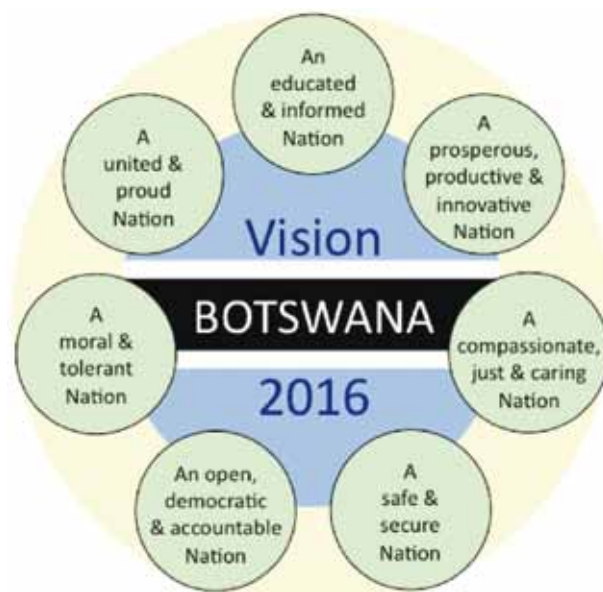 An
educated
& informed
Nation
A
prosperous,
productive &
innovative
Nation
A
compassionate,
just & caring
Nation
A
safe &
secure
Nation
An open,
democratic
& accountable
Nation
A
moral &
tolerant
Nation
A
united &
proud
Nation
Vision
BOTSWANA
2016